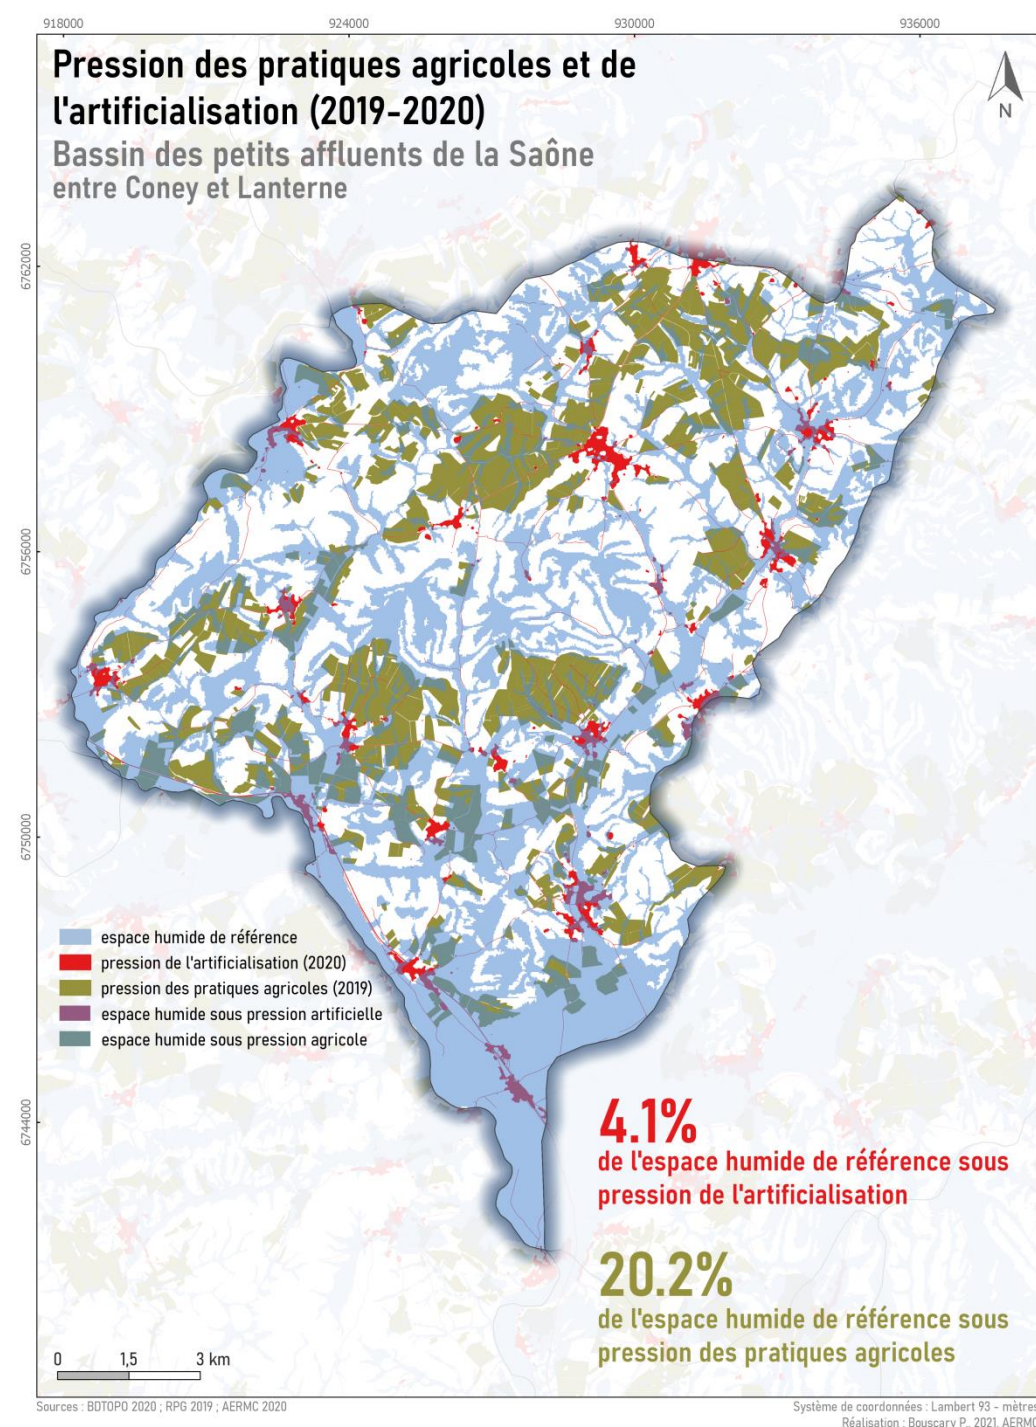 918000
924000
930000
936000
Pression des pratiques agricoles et de
l'artificialisation (2019-2020)
Bassin des petits affluents de la Saône
entre Coney et Lanterne
N
6762000
6756000
6750000
6744000
espace humide de référence
pression de l'artificialisation (2020)
pression des pratiques agricoles (2019)
espace humide sous pression artificielle
espace humide sous pression agricole
4.1%
de l'espace humide de référence sous
pression de l'artificialisation
20.2%
de l'espace humide de référence sous
pression des pratiques agricoles
0 1,5 3 km
Sources : BDTOPO 2020 ; RPG 2019 ; AERMC 2020
Système de coordonnées : Lambert 93 - mètres
Réalisation : Bouscary P., 2021, AERMC